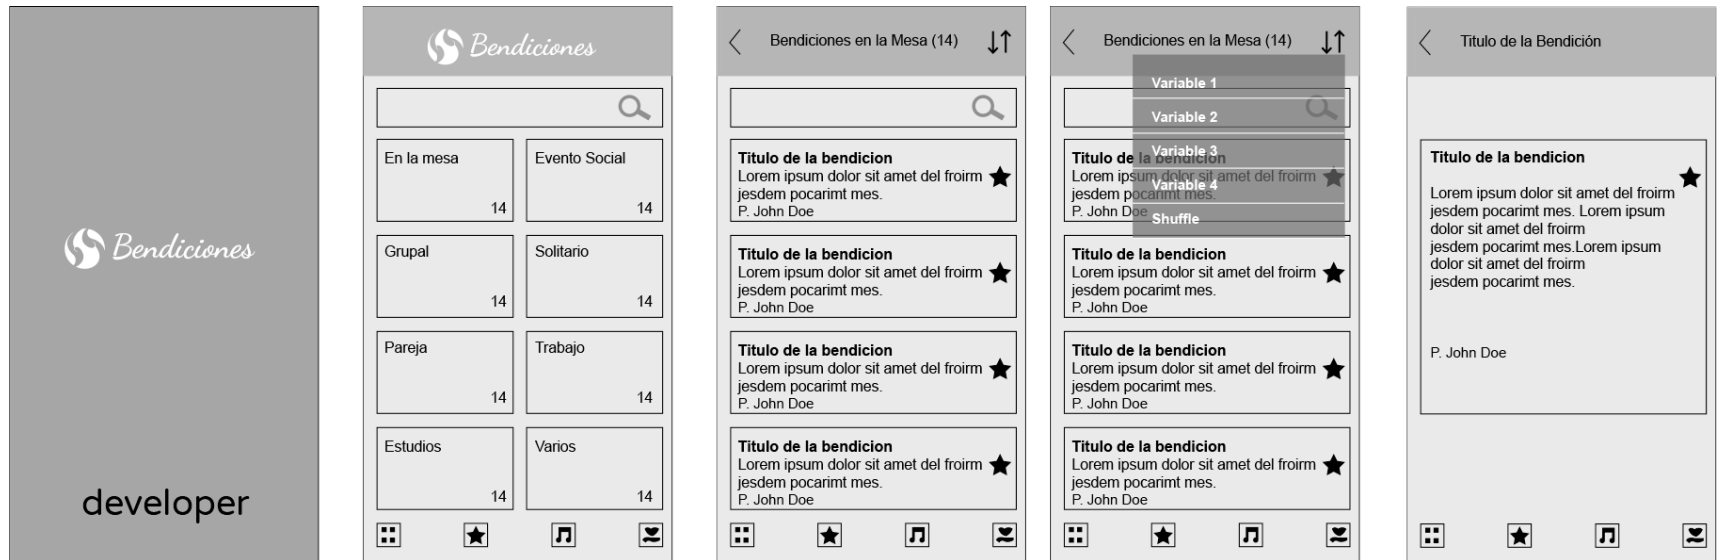 Bendiciones
developer
Bendiciones
En la mesa
14
Evento Social
14
Grupal
14
Solitario
14
Pareja
14
Trabajo
14
Estudios
14
Varios
14
Bendiciones en la Mesa (14)
Titulo de la bendicion
Lorem ipsum dolor sit amet del froirm
jesdem pocarimt mes.
P. John Doe
Titulo de la bendicion
Lorem ipsum dolor sit amet del froirm
jesdem pocarimt mes.
P. John Doe
Titulo de la bendicion
Lorem ipsum dolor sit amet del froirm
jesdem pocarimt mes.
P. John Doe
Titulo de la bendicion
Lorem ipsum dolor sit amet del froirm
jesdem pocarimt mes.
P. John Doe
Bendiciones en la Mesa (14)
Variable 1
Variable 2
Variable 3
Variable 4
Shuffle
Titulo de la bendicion
Lorem ipsum dolor sit amet del froirm
jesdem pocarimt mes.
P. John Doe
Titulo de la bendicion
Lorem ipsum dolor sit amet del froirm
jesdem pocarimt mes.
P. John Doe
Titulo de la bendicion
Lorem ipsum dolor sit amet del froirm
jesdem pocarimt mes.
P. John Doe
Titulo de la bendicion
Lorem ipsum dolor sit amet del froirm
jesdem pocarimt mes.
P. John Doe
Titulo de la Bendición
Titulo de la bendicion
Lorem ipsum dolor sit amet del froirm
jesdem pocarimt mes. Lorem ipsum
dolor sit amet del froirm
jesdem pocarimt mes.Lorem ipsum
dolor sit amet del froirm
jesdem pocarimt mes.
P. John Doe